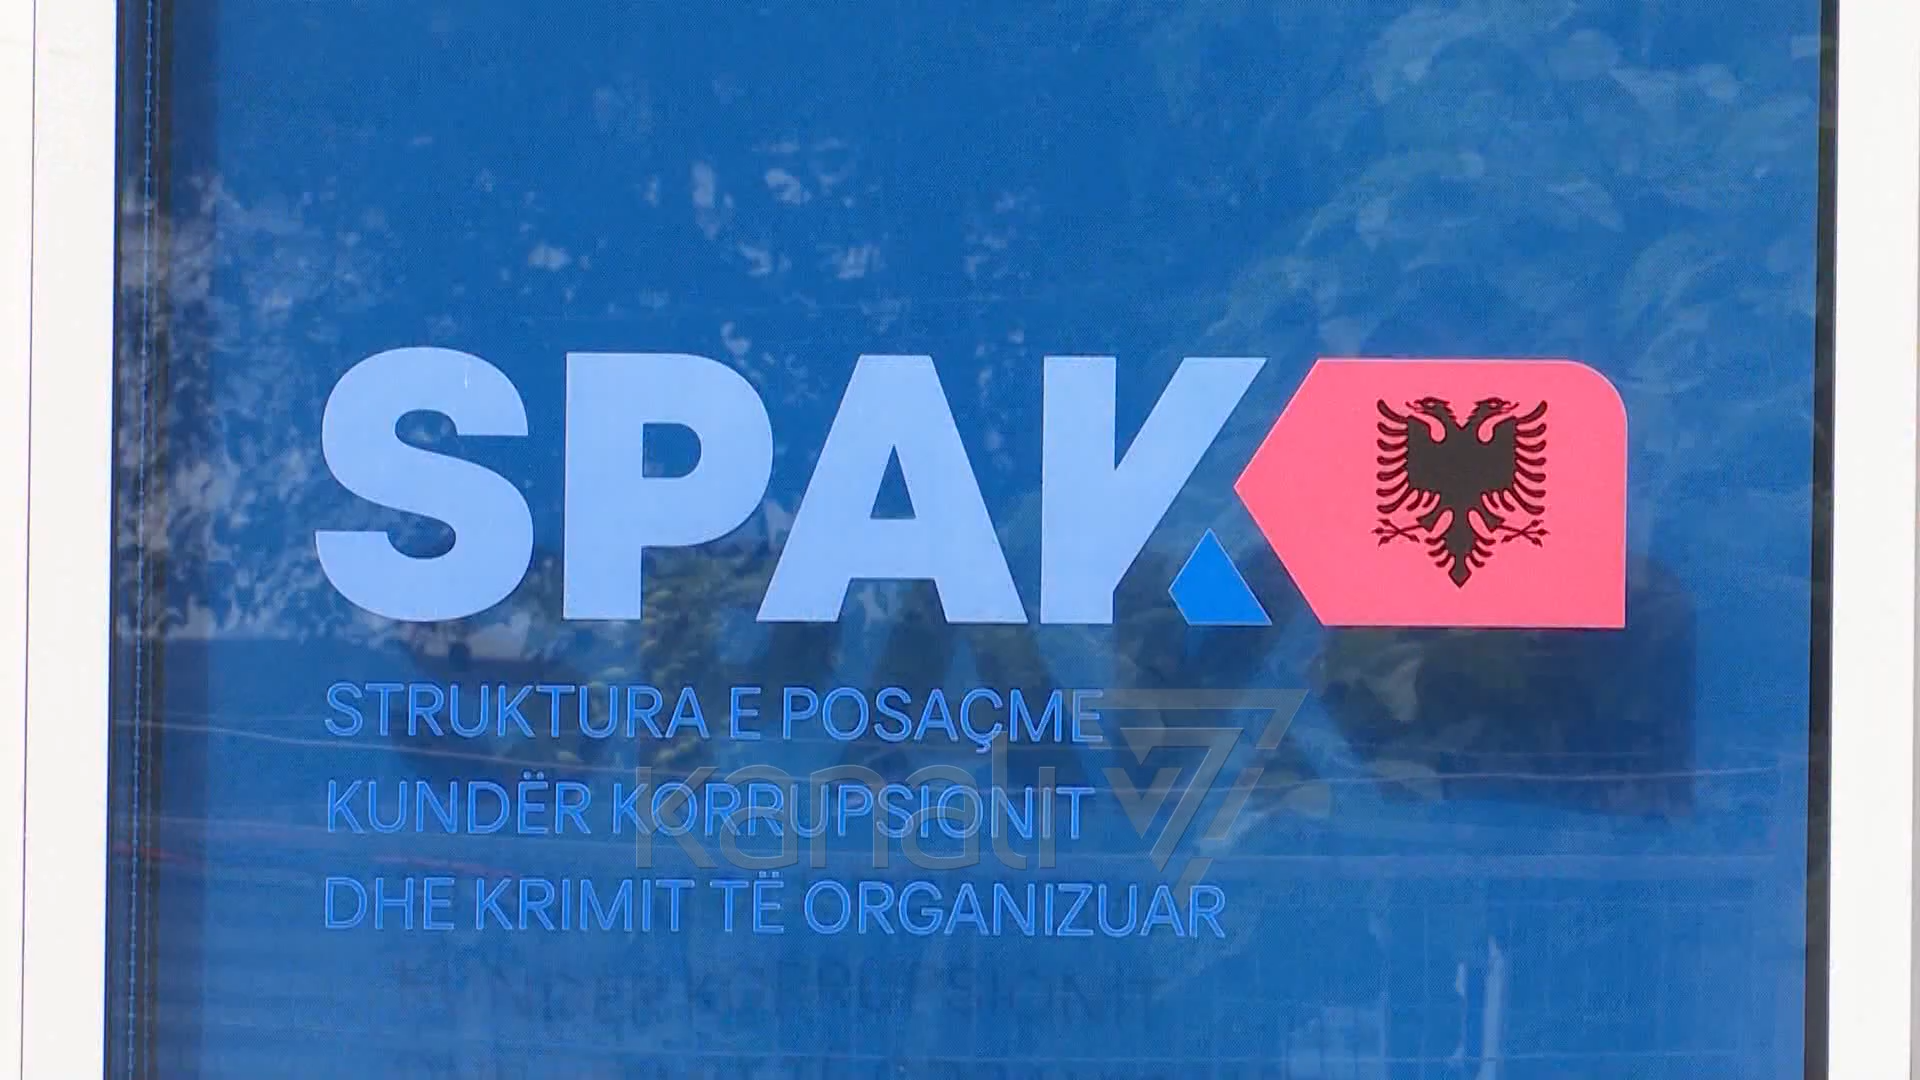 SPAK
STRUKTURA E POSAÇME
KUNDËR KORRUPSIONIT
DHE KRIMIT TË ORGANIZUAR
kanali 7